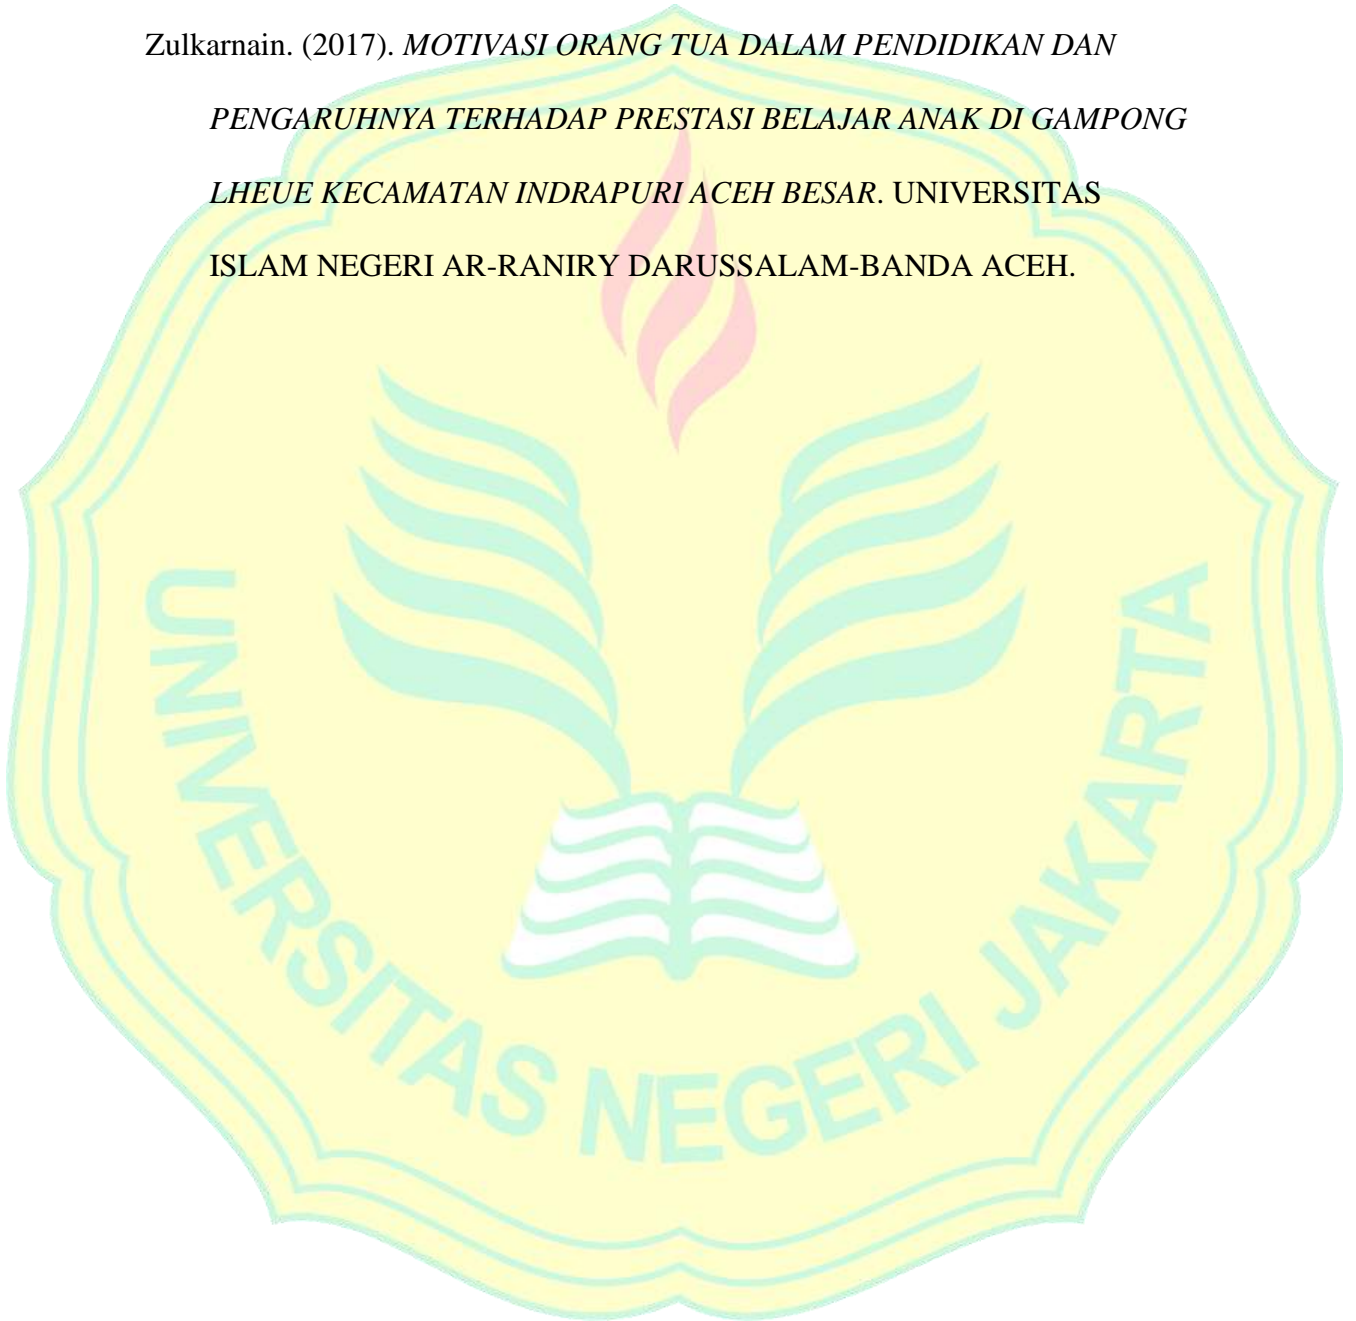 Zulkarnain. (2017). MOTIVASI ORANG TUA DALAM PENDIDIKAN DAN
PENGARUHNYA TERHADAP PRESTASI BELAJAR ANAK DI GAMPONG
LHEUE KECAMATAN INDRAPURI ACEH BESAR. UNIVERSITAS
ISLAM NEGERI AR-RANIRY DARUSSALAM-BANDA ACEH.
UNIVERSITAS NEGERI JAKARTA